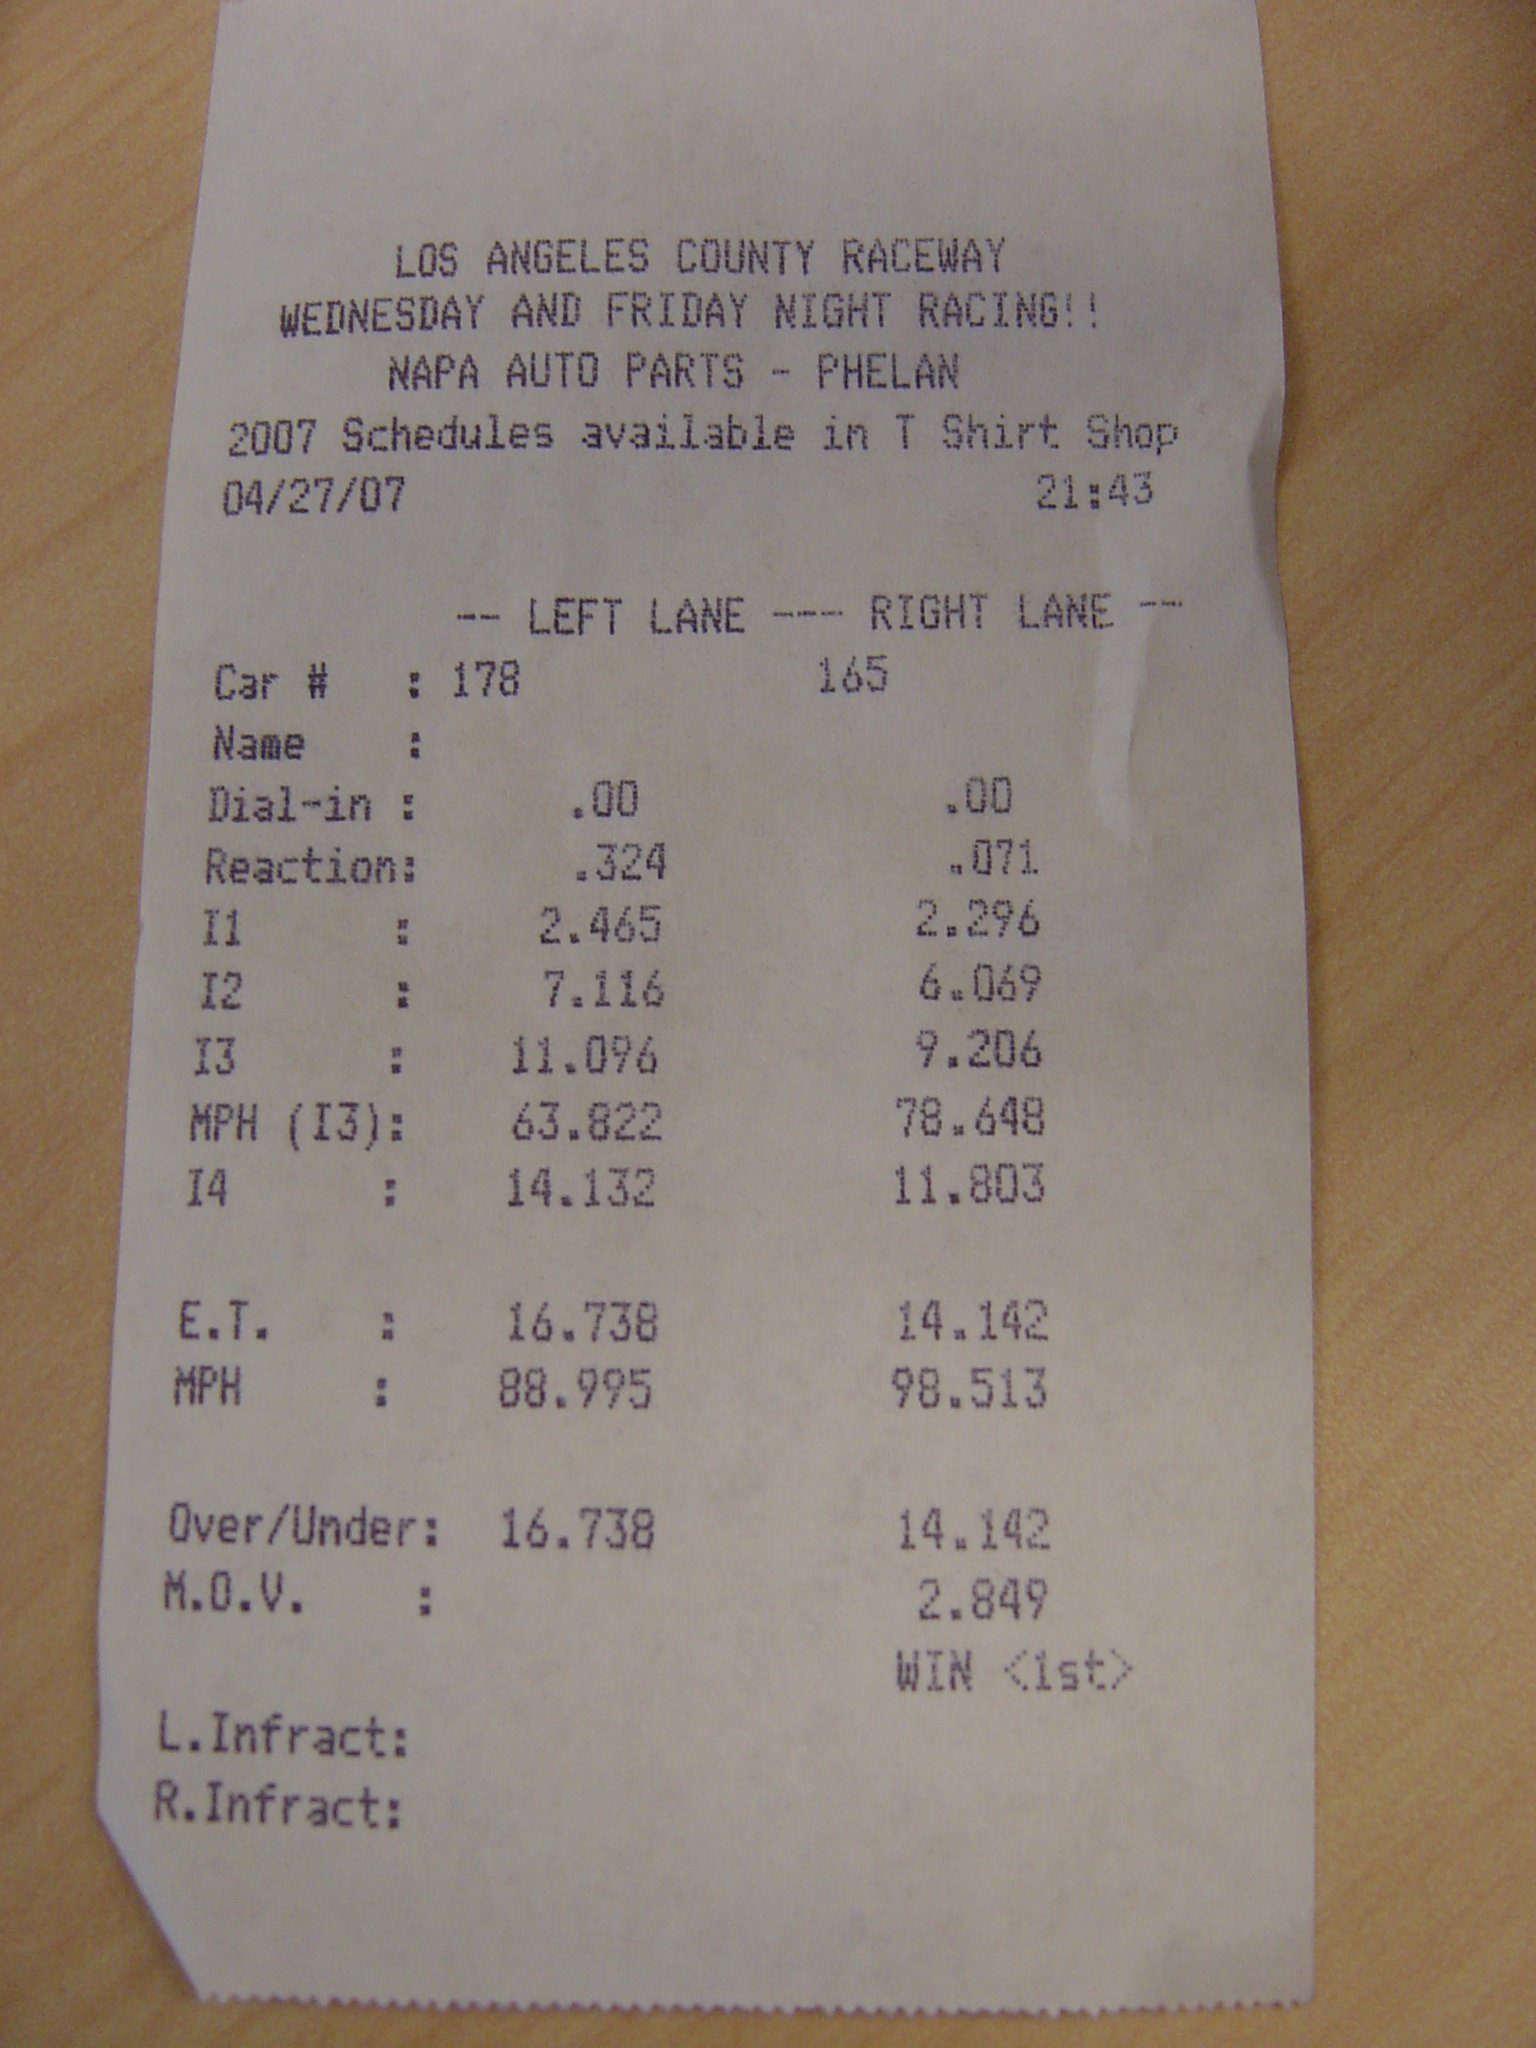 LOS ANGELES COUNTY RACEWAY
WEDNESDAY AND FRIDAY NIGHT RACING!!
NAPA AUTO PARTS - PHELAN
2007 Schedules available in T Shirt Shop
04/27/07 21:43
-- LEFT LANE --- RIGHT LANE --
Car # : 178 165
Name :
Dial-in : .00 .00
Reaction: .324 .071
I1 : 2.465 2.296
I2 : 7.116 6.069
I3 : 11.096 9.206
MPH (I3): 63.822 78.648
I4 : 14.132 11.803
E.T. : 16.738 14.142
MPH : 88.995 98.513
Over/Under: 16.738 14.142
M.O.V. : 2.849
WIN <1st>
L.Infract:
R.Infract: